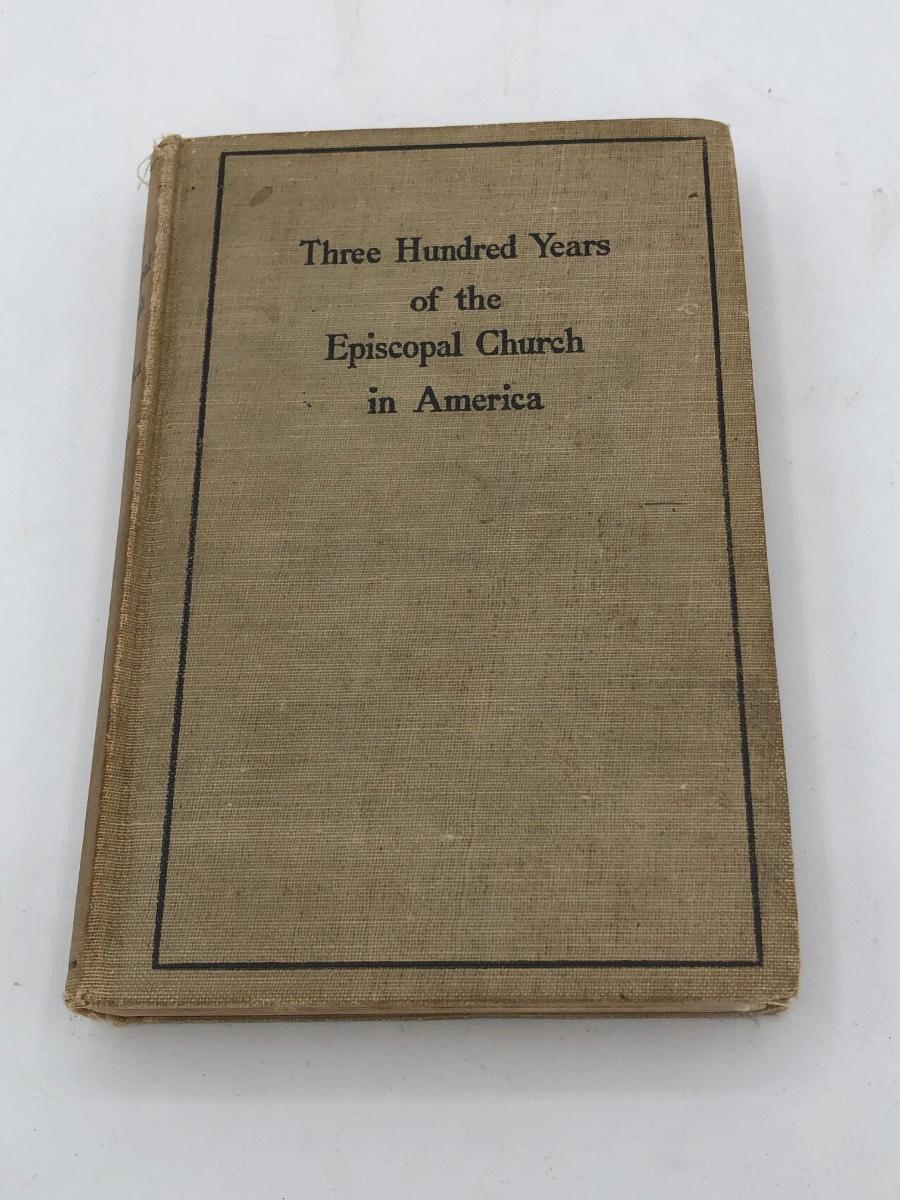 Three Hundred Years
of the
Episcopal Church
in America